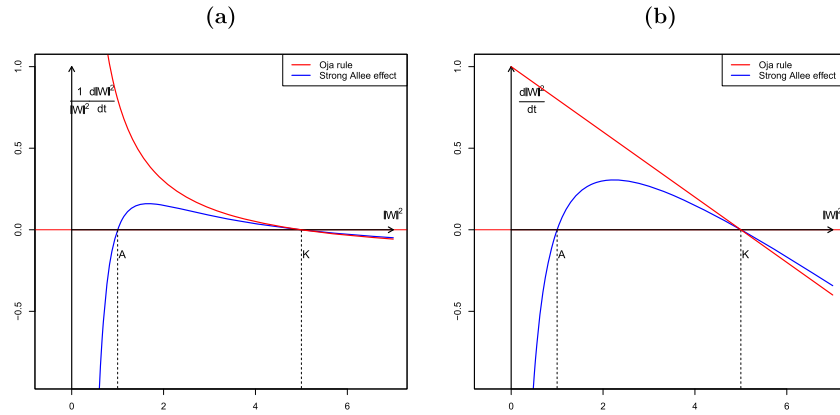 (a)
1.0
0.5
0.0
−0.5
0 2 4 6
Oja rule
Strong Allee effect
1 d||W||²
||W||² dt
||W||²
A
K
(b)
1.0
0.5
0.0
−0.5
0 2 4 6
Oja rule
Strong Allee effect
d||W||²
dt
||W||²
A
K